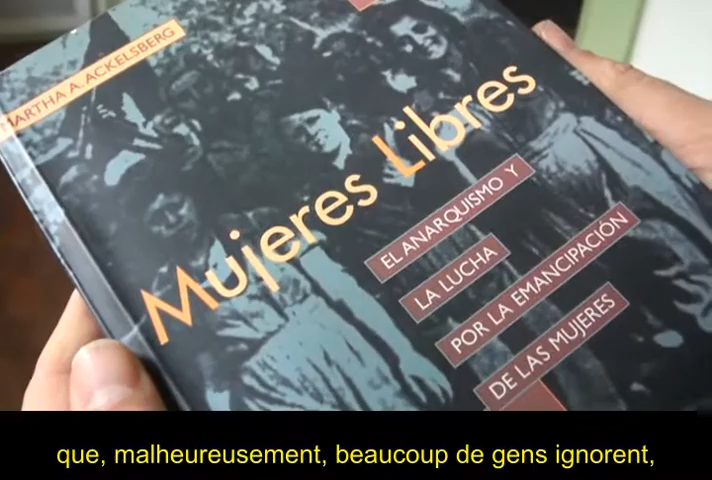 MARTHA A. ACKELSBERG
Mujeres Libres
EL ANARQUISMO Y
LA LUCHA
POR LA EMANCIPACIÓN
DE LAS MUJERES
que, malheureusement, beaucoup de gens ignorent,